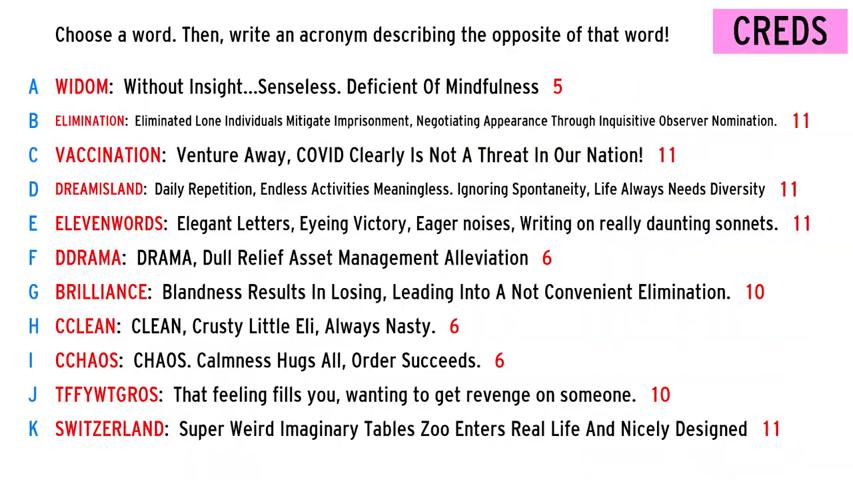 Choose a word. Then, write an acronym describing the opposite of that word!
CREDS
A WIDOM: Without Insight...Senseless. Deficient Of Mindfulness 5
B ELIMINATION: Eliminated Lone Individuals Mitigate Imprisonment, Negotiating Appearance Through Inquisitive Observer Nomination. 11
C VACCINATION: Venture Away, COVID Clearly Is Not A Threat In Our Nation! 11
D DREAMISLAND: Daily Repetition, Endless Activities Meaningless. Ignoring Spontaneity, Life Always Needs Diversity 11
E ELEVENWORDS: Elegant Letters, Eyeing Victory, Eager noises, Writing on really daunting sonnets. 11
F DDRAMA: DRAMA, Dull Relief Asset Management Alleviation 6
G BRILLIANCE: Blandness Results In Losing, Leading Into A Not Convenient Elimination. 10
H CCLEAN: CLEAN, Crusty Little Eli, Always Nasty. 6
I CCHAOS: CHAOS. Calmness Hugs All, Order Succeeds. 6
J TFFYWTGROS: That feeling fills you, wanting to get revenge on someone. 10
K SWITZERLAND: Super Weird Imaginary Tables Zoo Enters Real Life And Nicely Designed 11